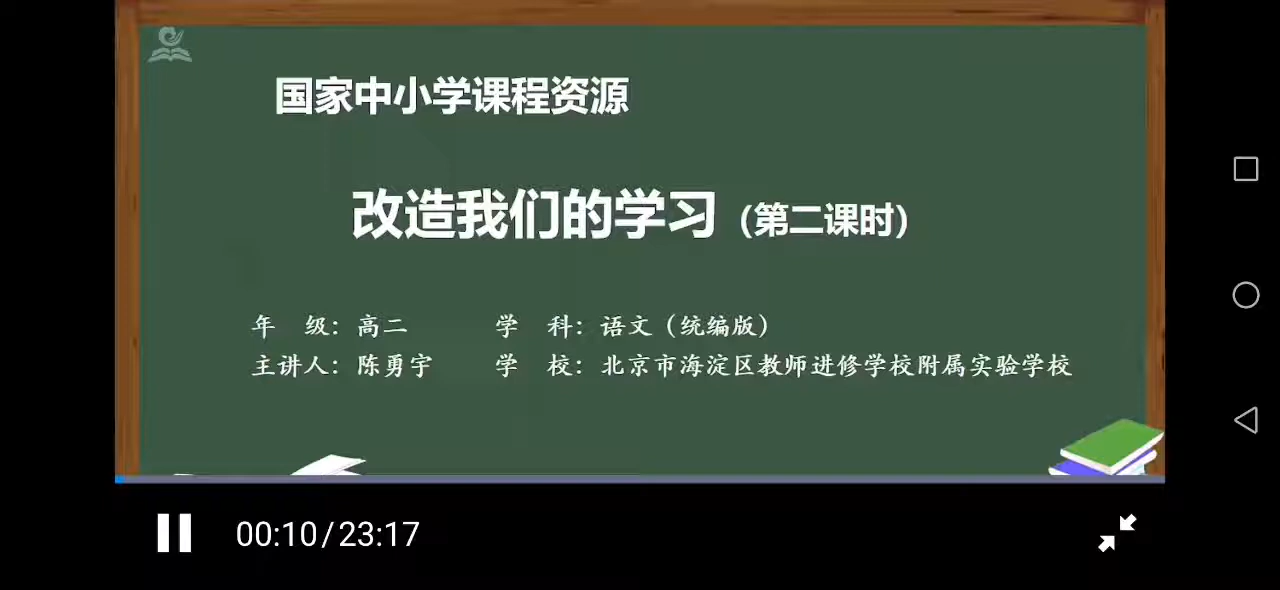 国家中小学课程资源
改造我们的学习（第二课时）
年 级：高二 学 科：语文（统编版）
主讲人：陈勇宇 学 校：北京市海淀区教师进修学校附属实验学校
00:10/23:17